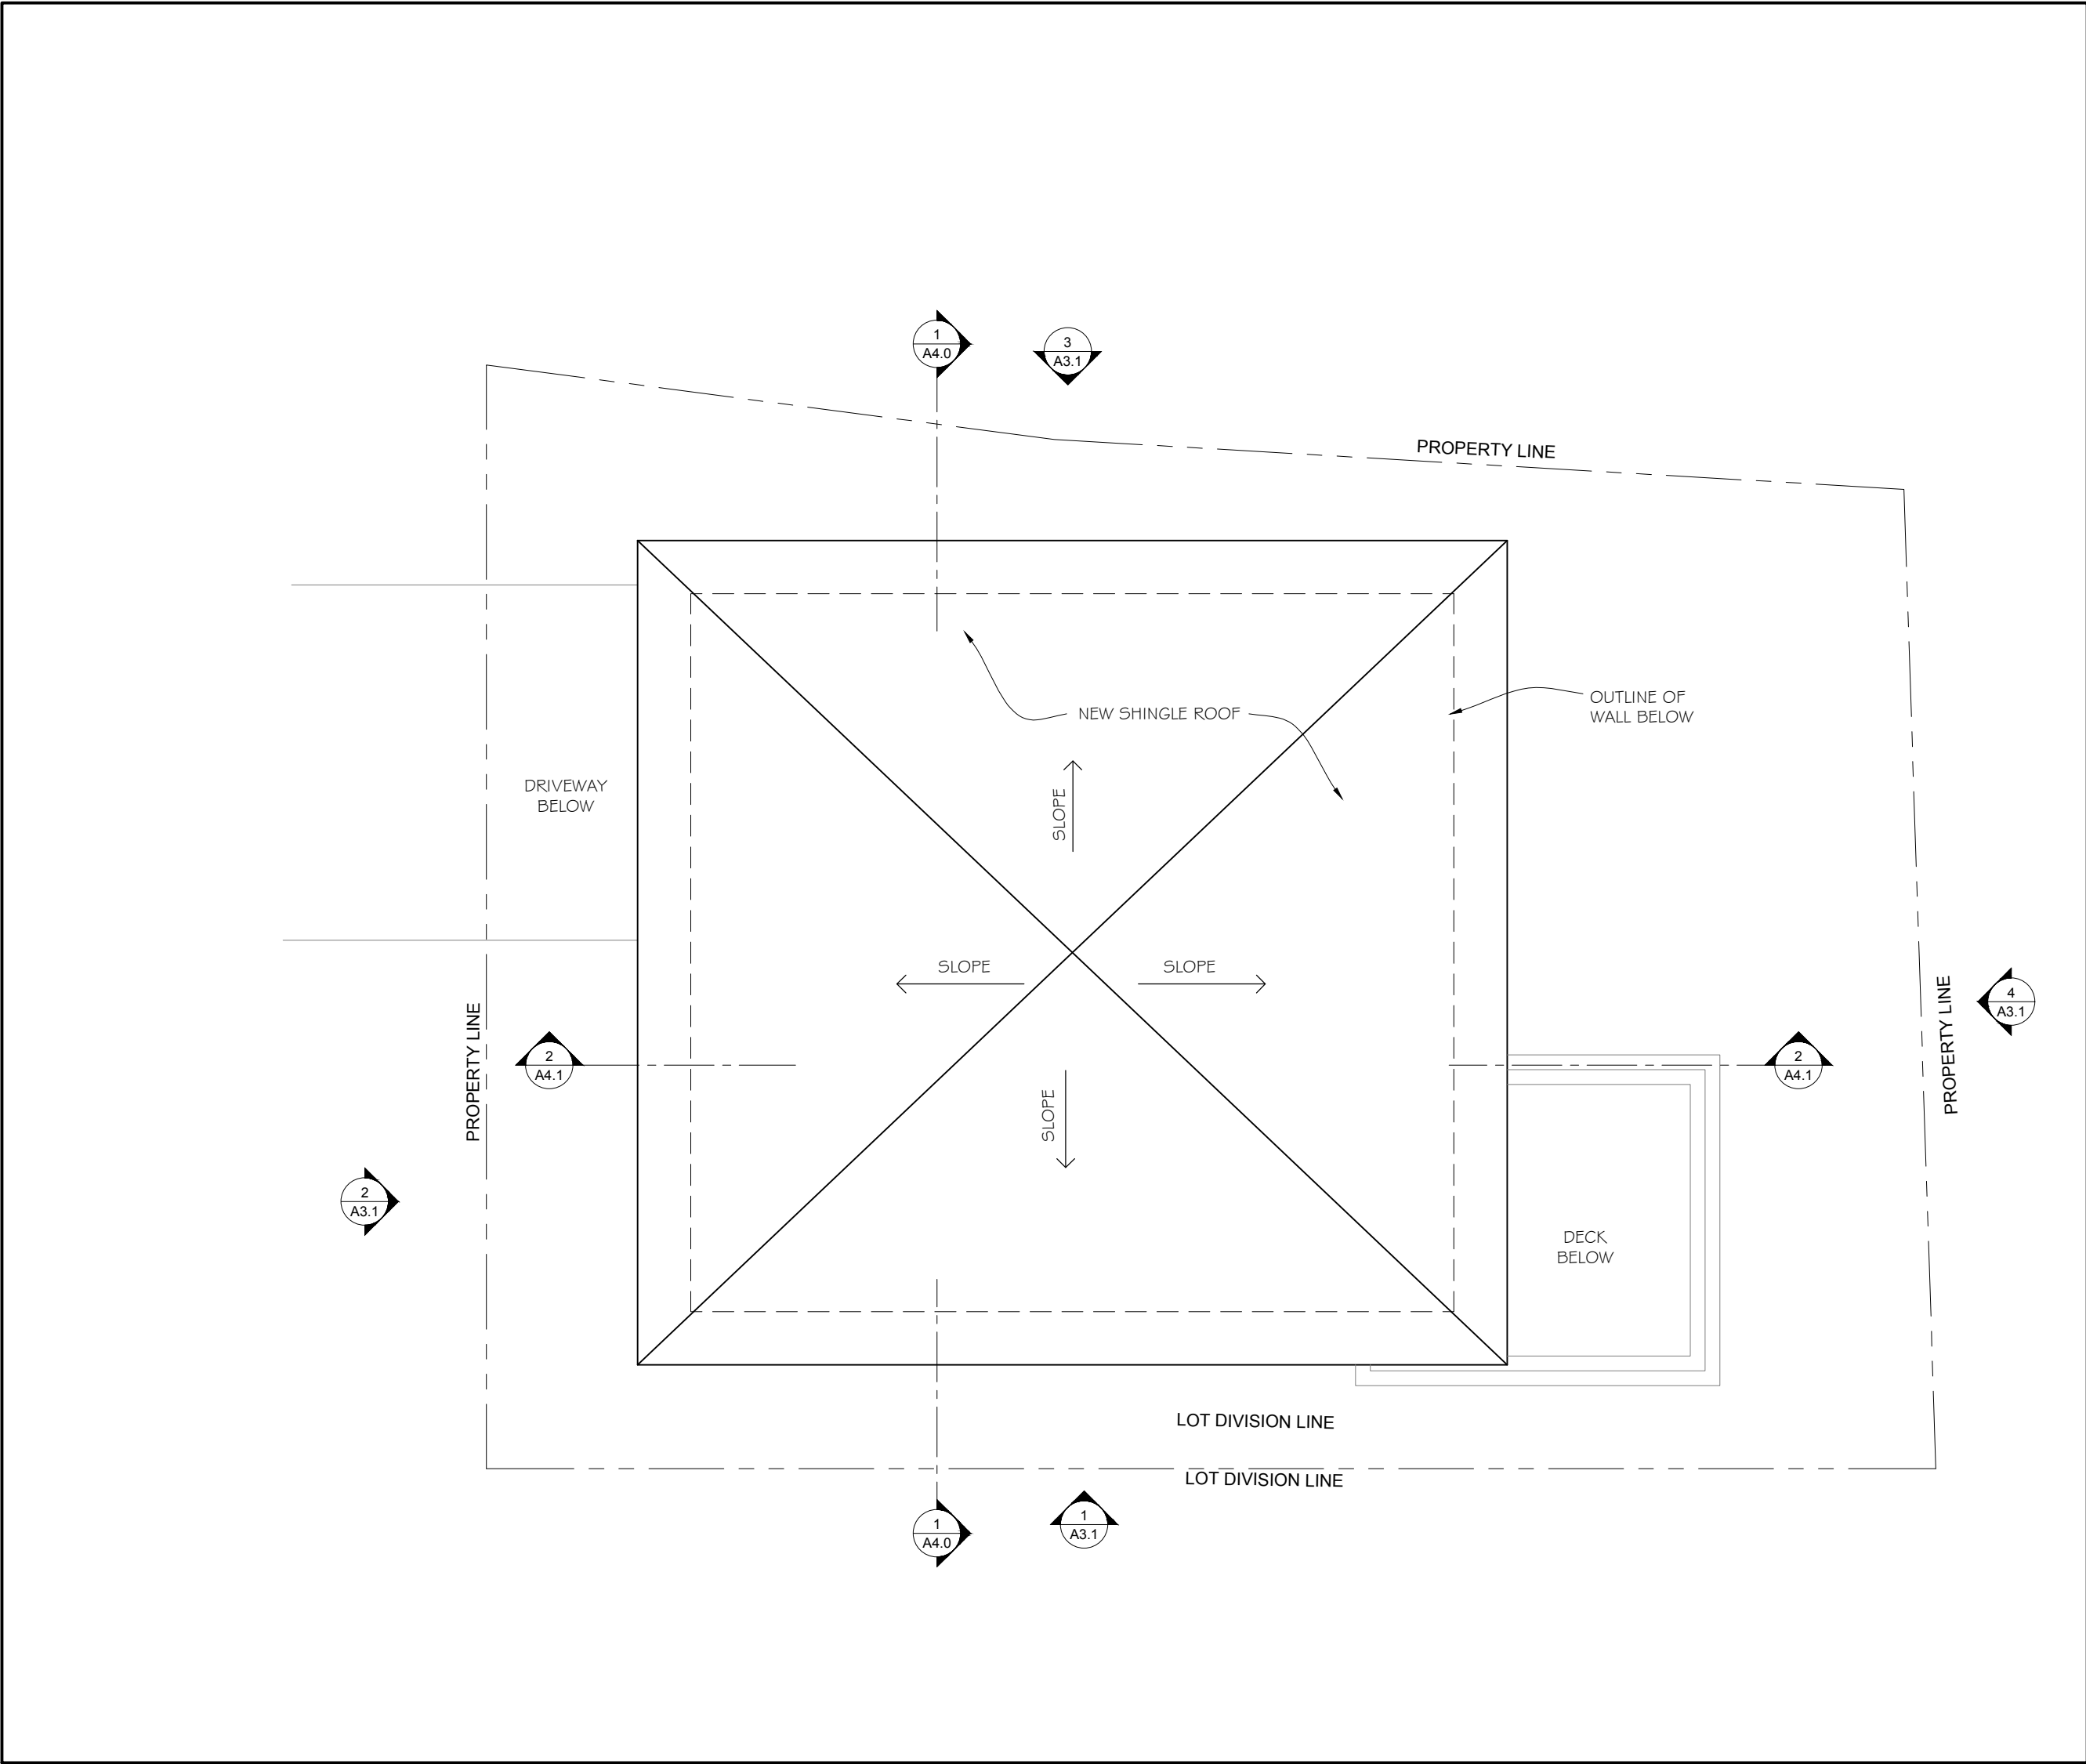 1
A4.0
3
A3.1
PROPERTY LINE
OUTLINE OF
WALL BELOW
NEW SHINGLE ROOF
DRIVEWAY
BELOW
SLOPE
SLOPE
SLOPE
PROPERTY LINE
PROPERTY LINE
4
A3.1
2
A4.1
2
A4.1
SLOPE
2
A3.1
DECK
BELOW
LOT DIVISION LINE
LOT DIVISION LINE
1
A4.0
1
A3.1